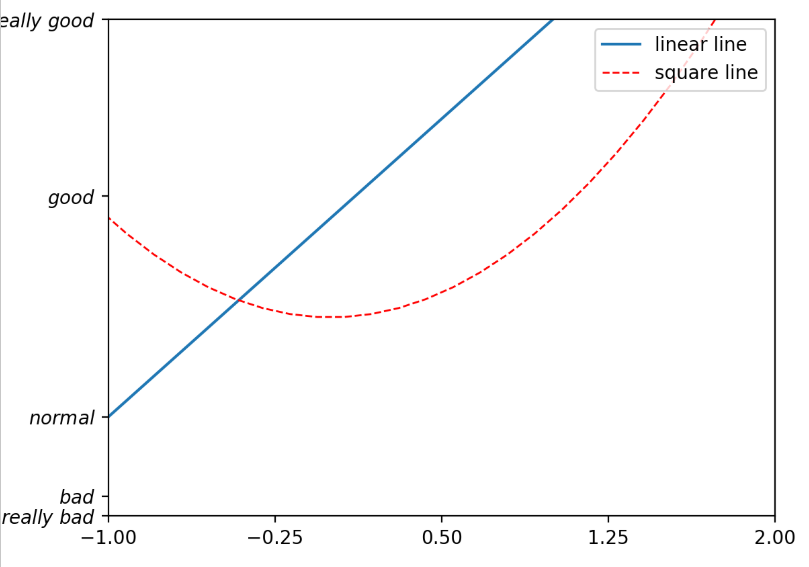 eally good
good
normal
bad
really bad
−1.00
−0.25
0.50
1.25
2.00
linear line
square line